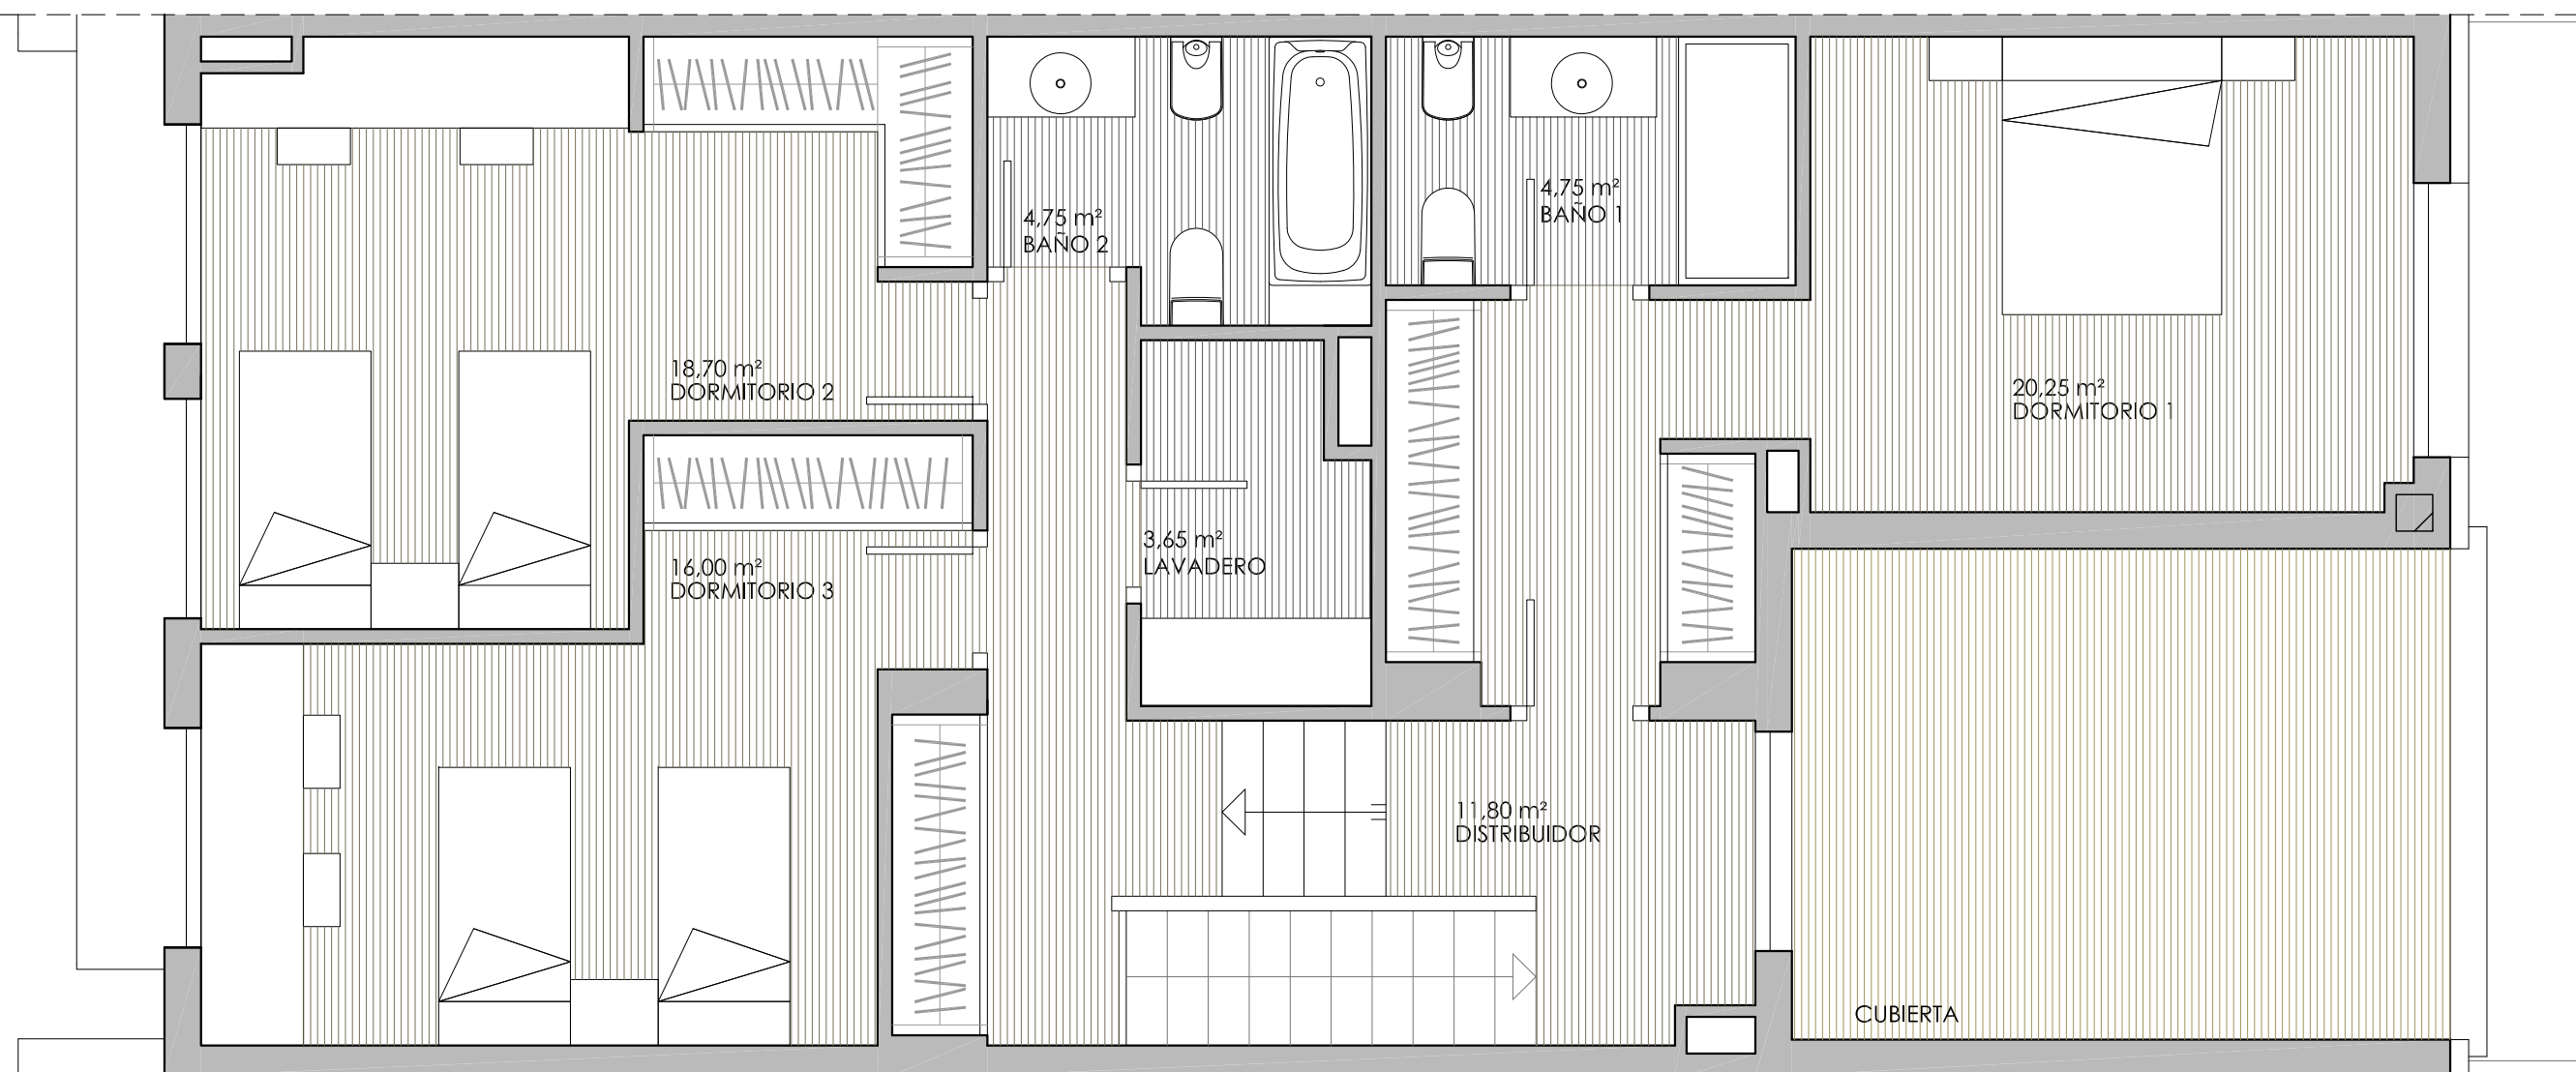 4,75 m²
BAÑO 2
4,75 m²
BAÑO 1
18,70 m²
DORMITORIO 2
20,25 m²
DORMITORIO 1
3,65 m²
LAVADERO
16,00 m²
DORMITORIO 3
11,80 m²
DISTRIBUIDOR
CUBIERTA